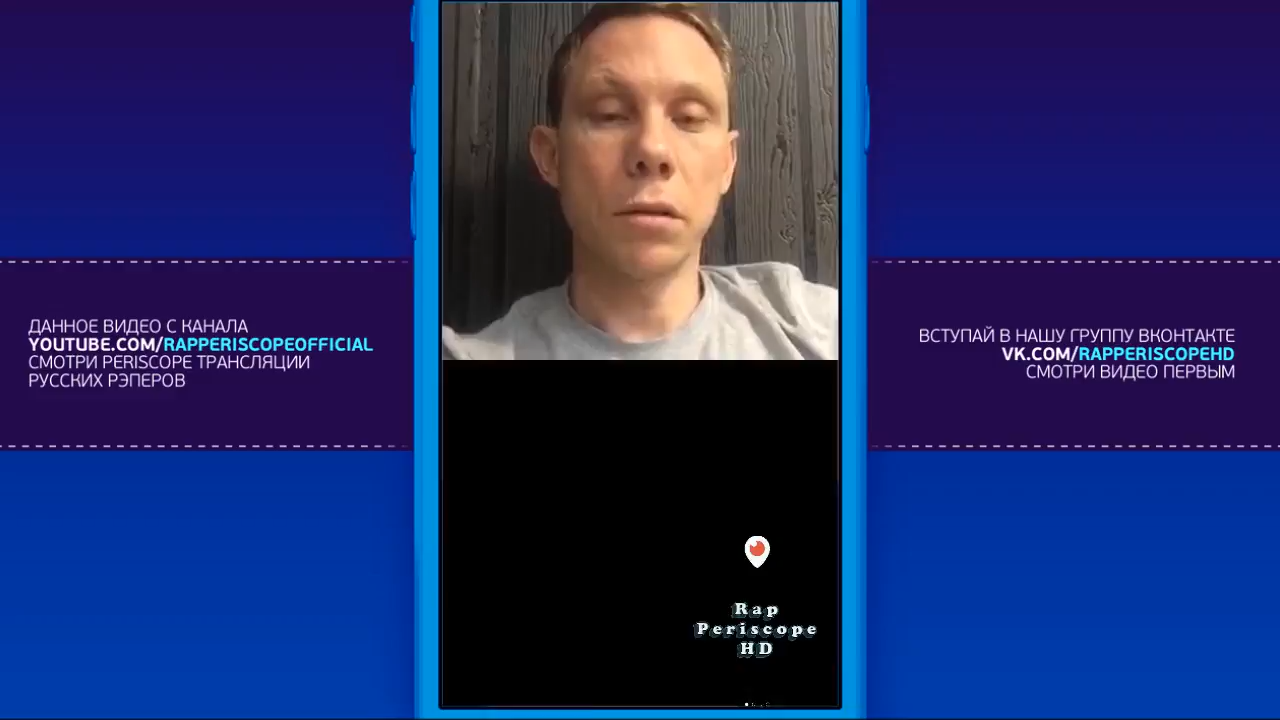 ДАННОЕ ВИДЕО С КАНАЛА
YOUTUBE.COM/RAPPERISCOPEOFFICIAL
СМОТРИ PERISCOPE ТРАНСЛЯЦИИ
РУССКИХ РЭПЕРОВ
ВСТУПАЙ В НАШУ ГРУППУ ВКОНТАКТЕ
VK.COM/RAPPERISCOPEHD
СМОТРИ ВИДЕО ПЕРВЫМ
Rap
Periscope
HD